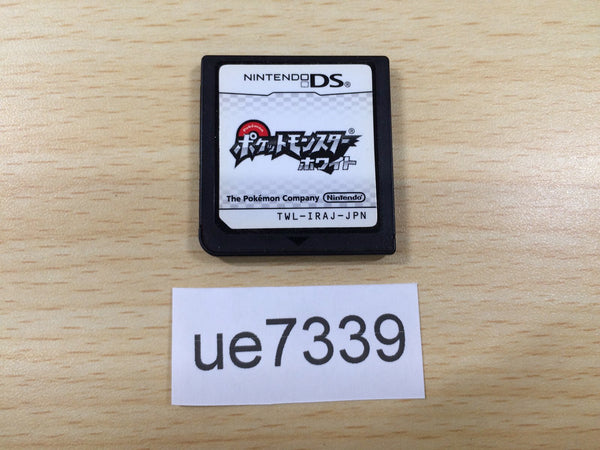 NINTENDO DS®
Pokémon
ポケットモンスター®
ホワイト
The Pokémon Company Nintendo®
TWL-IRAJ-JPN
ue7339